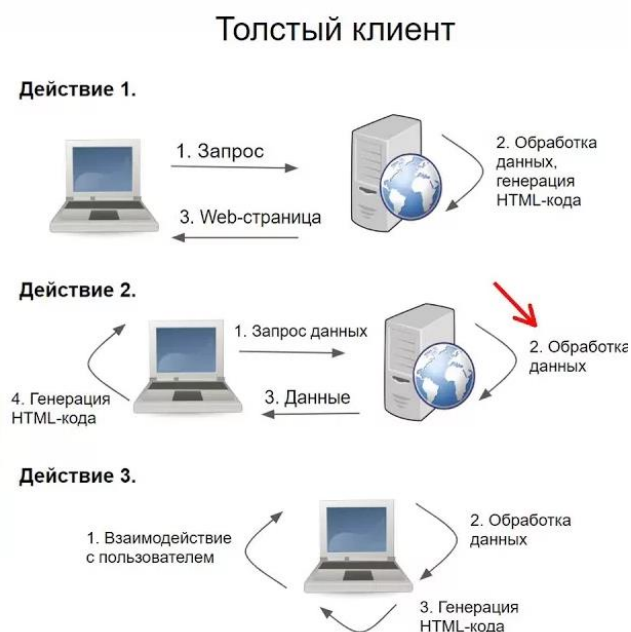 Толстый клиент
Действие 1.
1. Запрос
2. Обработка
данных,
генерация
HTML-кода
3. Web-страница
Действие 2.
1. Запрос данных
2. Обработка
данных
3. Данные
4. Генерация
HTML-кода
Действие 3.
1. Взаимодействие
с пользователем
2. Обработка
данных
3. Генерация
HTML-кода